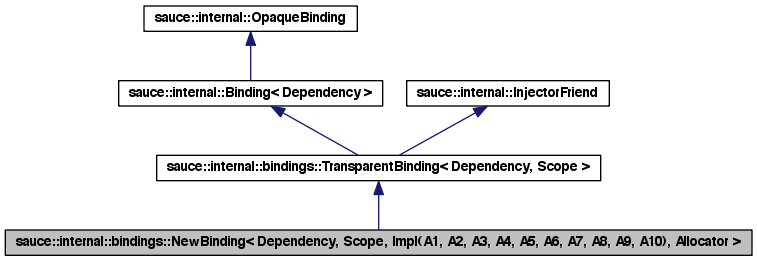 sauce::internal::OpaqueBinding
sauce::internal::Binding< Dependency >
sauce::internal::InjectorFriend
sauce::internal::bindings::TransparentBinding< Dependency, Scope >
sauce::internal::bindings::NewBinding< Dependency, Scope, Impl(A1, A2, A3, A4, A5, A6, A7, A8, A9, A10), Allocator >